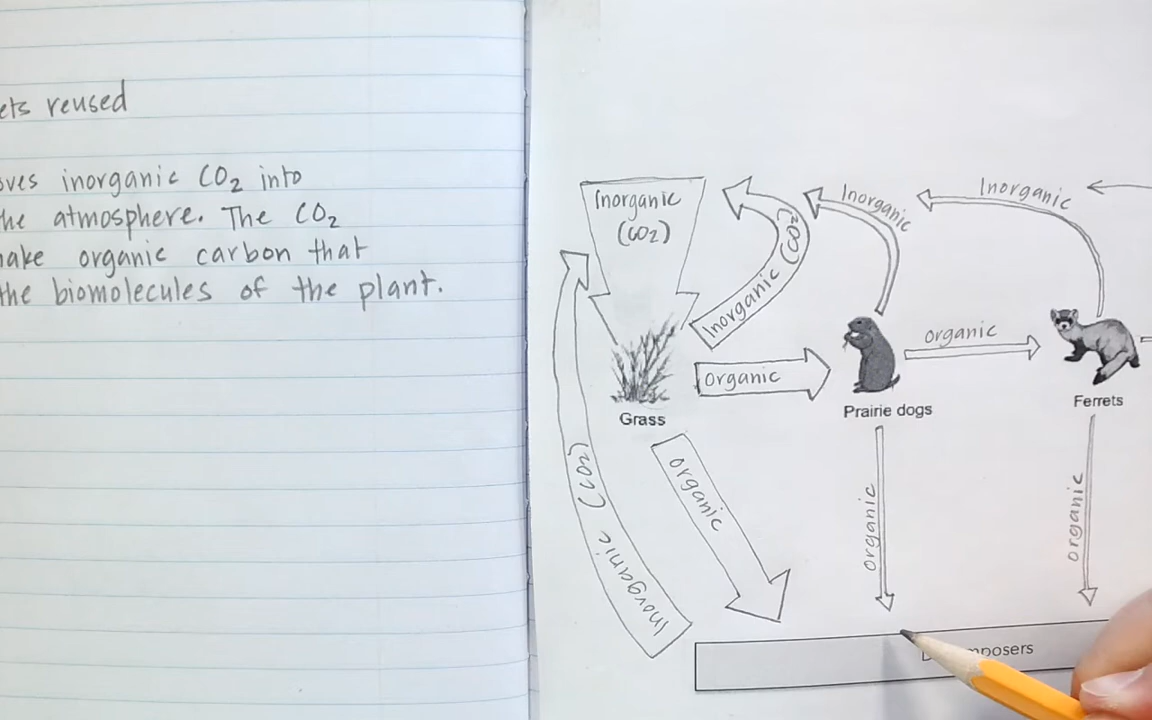 ets reused
oves inorganic CO2 into
he atmosphere. The CO2
ake organic carbon that
the biomolecules of the plant.
Inorganic
(CO2)
Inorganic (CO2)
Inorganic
Inorganic
organic
organic
Grass
Prairie dogs
Ferrets
Inorganic (CO2)
organic
organic
organic